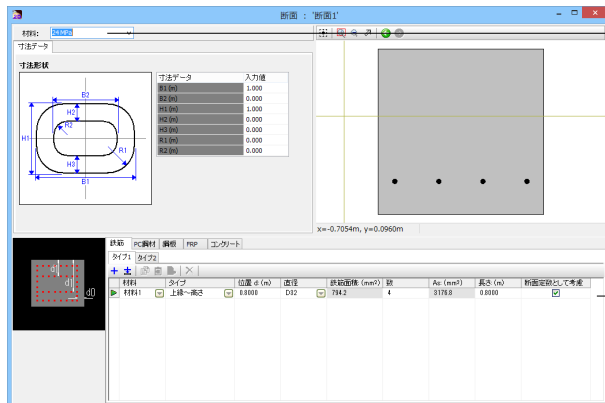 断面 : '断面1'
材料: 24 MPa
寸法データ
寸法形状
B2
H2
R2
H1
R1
H3
B1
寸法データ 入力値
B1 (m) 1.000
B2 (m) 0.000
H1 (m) 1.000
H2 (m) 0.000
H3 (m) 0.000
R1 (m) 0.000
R2 (m) 0.000
x=-0.7054m, y=0.0960m
鉄筋 PC鋼材 鋼板 FRP コンクリート
タイプ1 タイプ2
材料 タイプ 位置 d (m) 直径 鉄筋面積 (mm²) 数 As (mm²) 長さ (m) 断面定数として考慮
材料1 上縁~高さ 0.8000 D32 794.2 4 3176.8 0.8000
d1
d1
d0